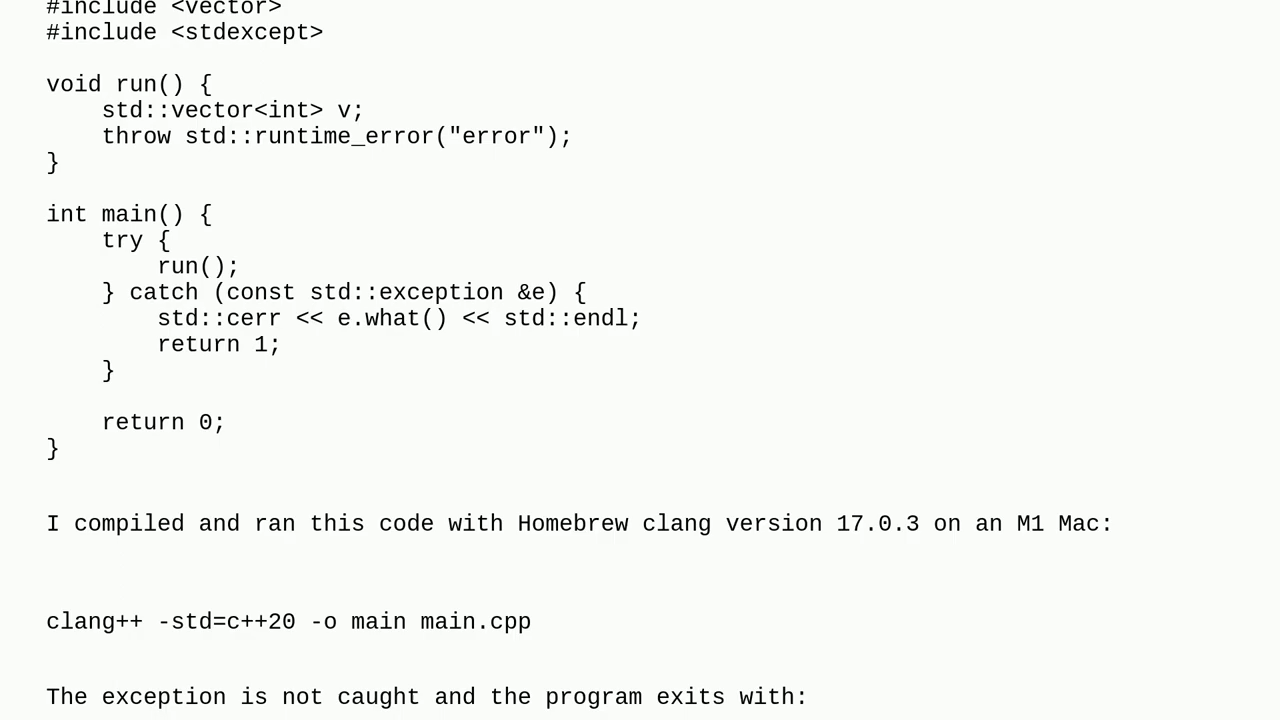 #include <vector>
#include <stdexcept>
void run() {
    std::vector<int> v;
    throw std::runtime_error("error");
}
int main() {
    try {
        run();
    } catch (const std::exception &e) {
        std::cerr << e.what() << std::endl;
        return 1;
    }
    return 0;
}
I compiled and ran this code with Homebrew clang version 17.0.3 on an M1 Mac:
clang++ -std=c++20 -o main main.cpp
The exception is not caught and the program exits with: